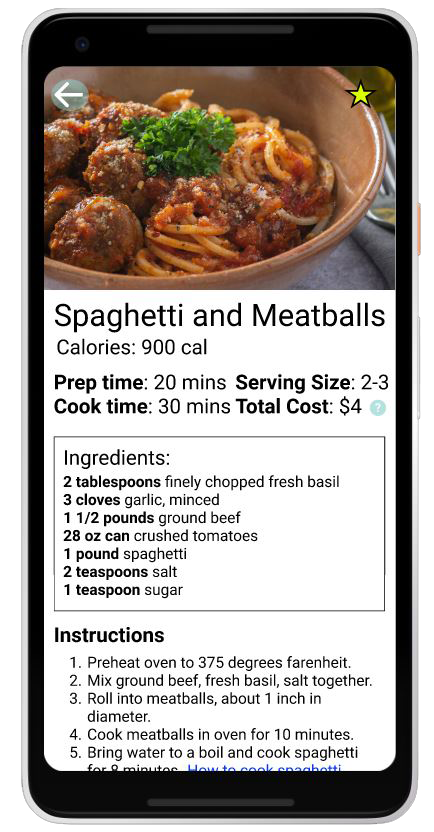 Spaghetti and Meatballs
Calories: 900 cal
Prep time: 20 mins Serving Size: 2-3
Cook time: 30 mins Total Cost: $4 ?
Ingredients:
2 tablespoons finely chopped fresh basil
3 cloves garlic, minced
1 1/2 pounds ground beef
28 oz can crushed tomatoes
1 pound spaghetti
2 teaspoons salt
1 teaspoon sugar
Instructions
1. Preheat oven to 375 degrees farenheit.
2. Mix ground beef, fresh basil, salt together.
3. Roll into meatballs, about 1 inch in
diameter.
4. Cook meatballs in oven for 10 minutes.
5. Bring water to a boil and cook spaghetti
for 8 minutes. How to cook spaghetti